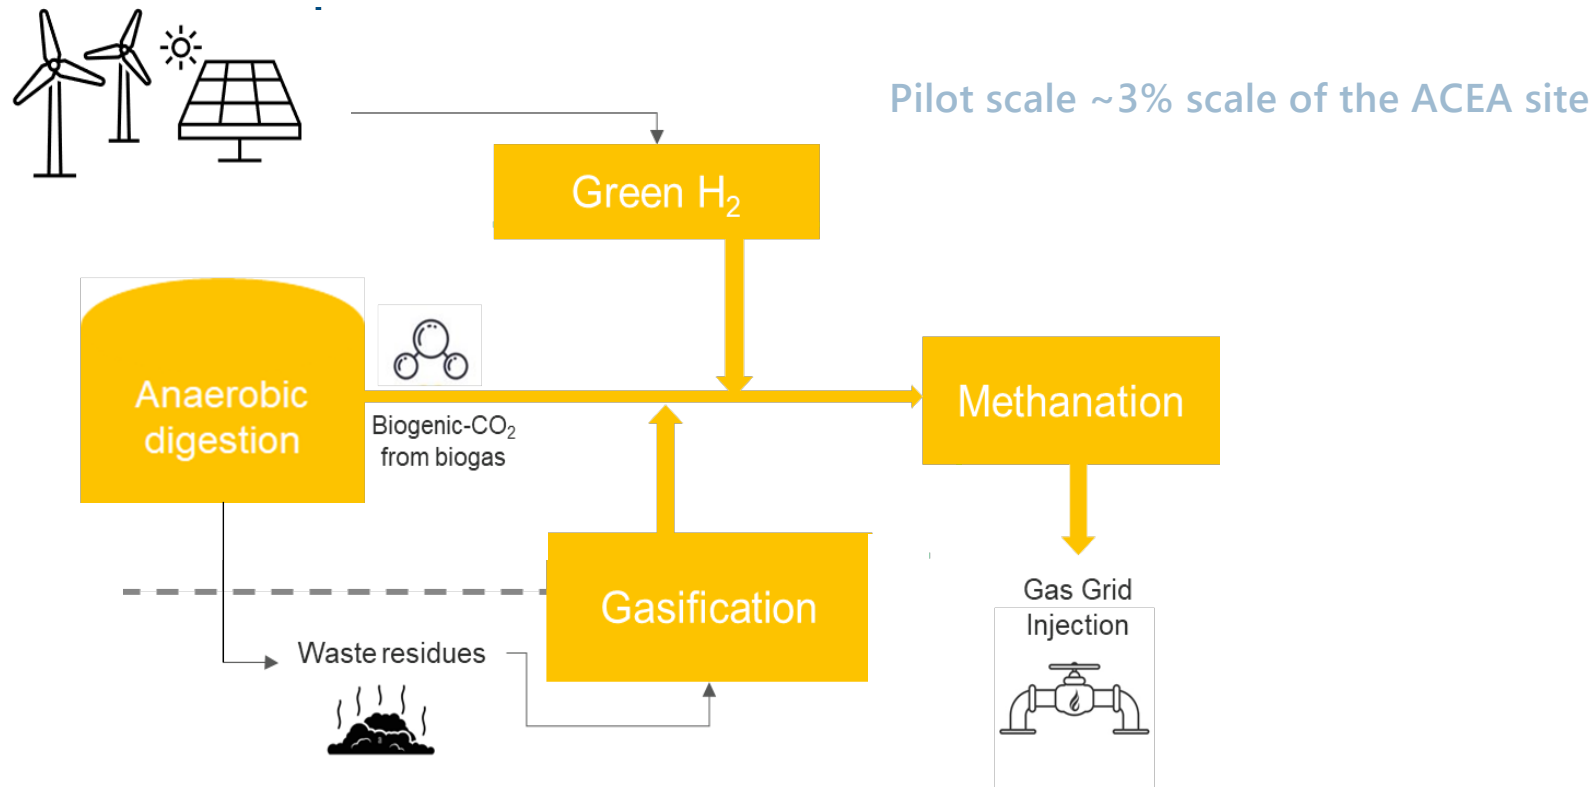 Pilot scale ~3% scale of the ACEA site
Green H₂
Anaerobic
digestion
Biogenic-CO₂
from biogas
Methanation
Gasification
Waste residues
Gas Grid
Injection